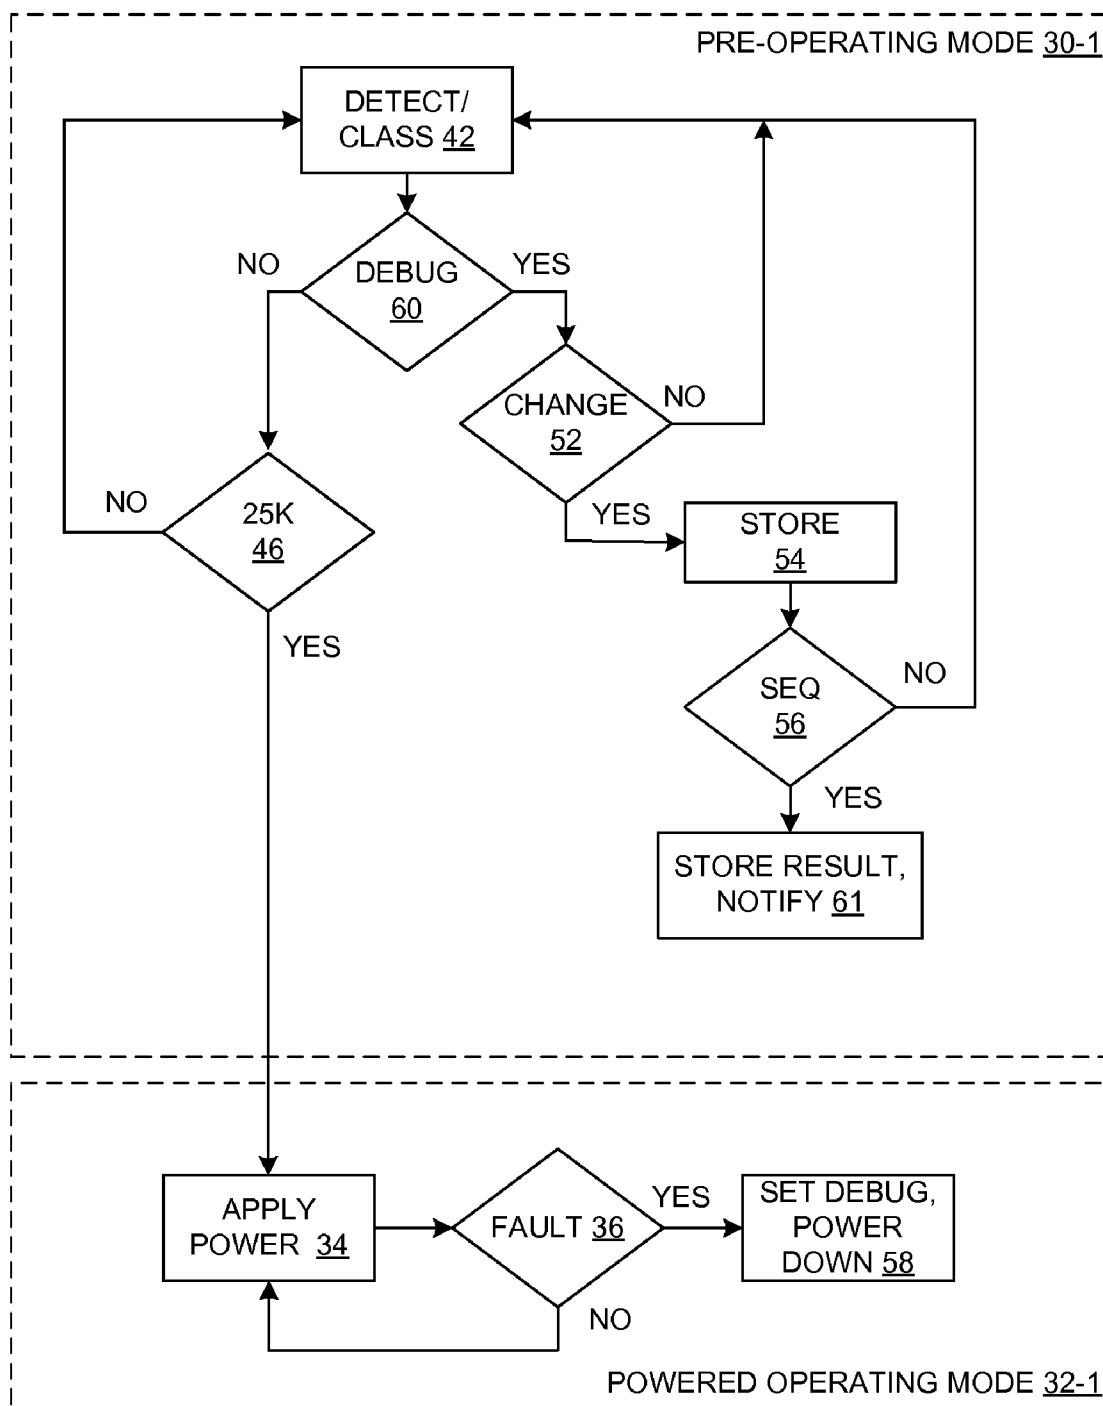 PRE-OPERATING MODE 30-1
DETECT/
CLASS 42
NO
DEBUG
60
YES
CHANGE
52
NO
NO
25K
46
YES
STORE
54
YES
SEQ
56
NO
YES
STORE RESULT,
NOTIFY 61
APPLY
POWER 34
FAULT 36
YES
SET DEBUG,
POWER
DOWN 58
NO
POWERED OPERATING MODE 32-1